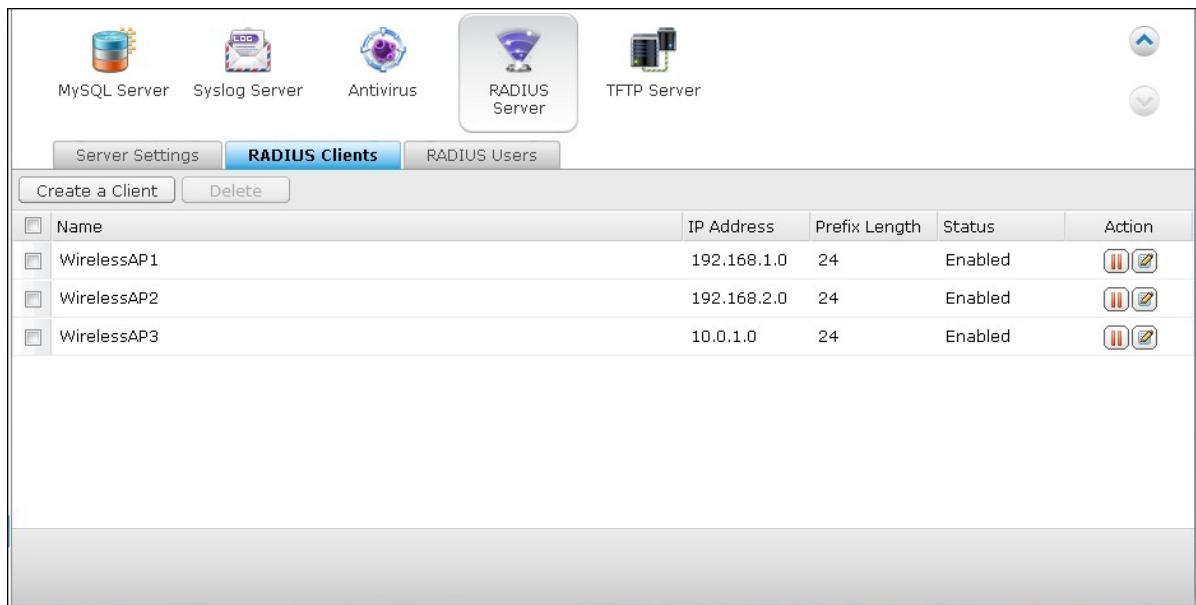 LOG
MySQL Server Syslog Server Antivirus RADIUS Server TFTP Server
Server Settings RADIUS Clients RADIUS Users
Create a Client Delete
Name IP Address Prefix Length Status Action
WirelessAP1 192.168.1.0 24 Enabled
WirelessAP2 192.168.2.0 24 Enabled
WirelessAP3 10.0.1.0 24 Enabled